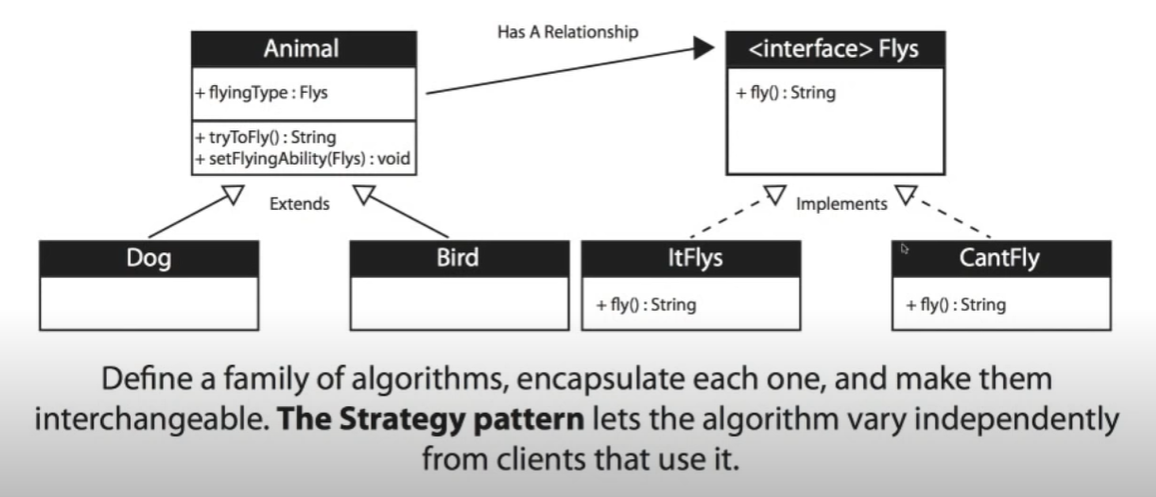 Has A Relationship
Animal
+ flyingType : Flys
+ tryToFly() : String
+ setFlyingAbility(Flys) : void
<interface> Flys
+ fly() : String
Extends
Implements
Dog
Bird
ItFlys
+ fly() : String
CantFly
+ fly() : String
Define a family of algorithms, encapsulate each one, and make them
interchangeable. The Strategy pattern lets the algorithm vary independently
from clients that use it.